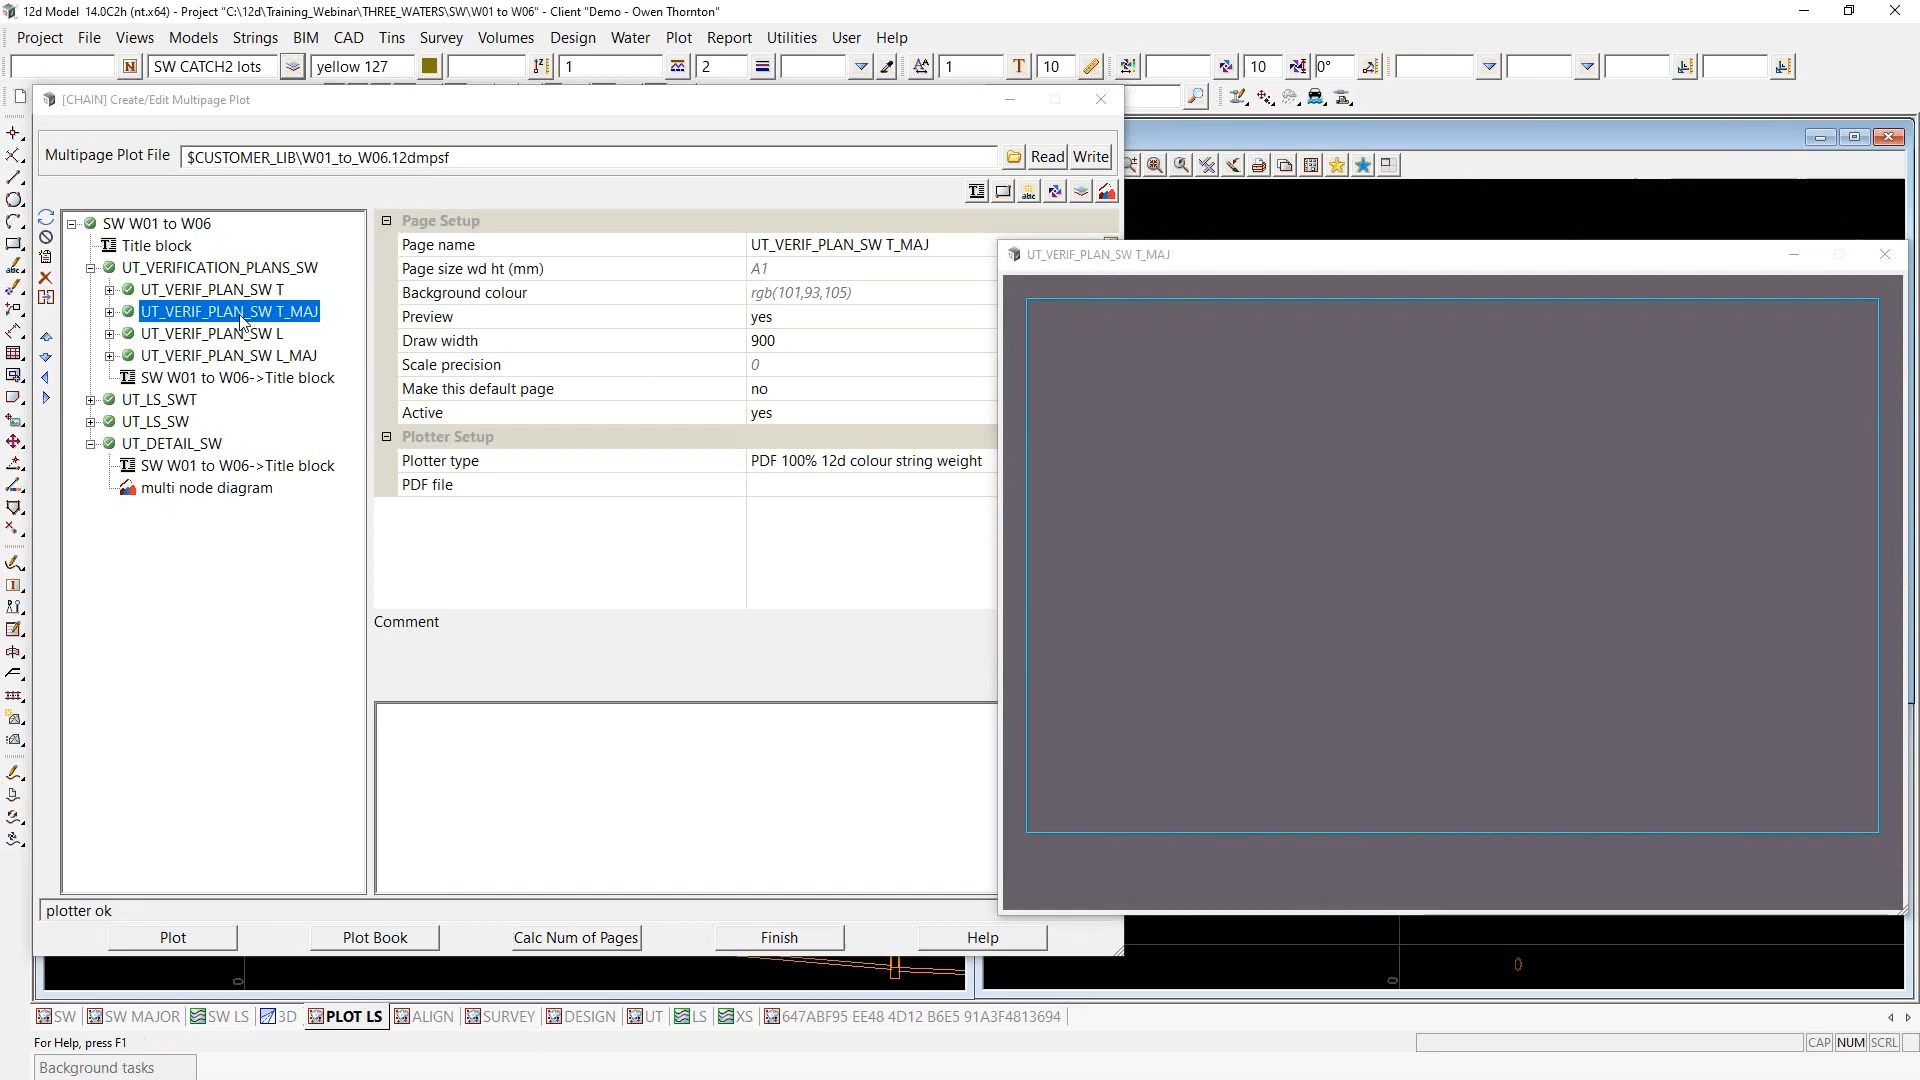 12d Model 14.0C2h (nt.x64) - Project "C:\12d\Training_Webinar\THREE_WATERS\SW\W01 to W06" - Client "Demo - Owen Thornton"
Project File Views Models Strings BIM CAD Tins Survey Volumes Design Water Plot Report Utilities User Help
N SW CATCH2 lots yellow 127 1 2 1 T 10 10 0°
[CHAIN] Create/Edit Multipage Plot
Multipage Plot File $CUSTOMER_LIB\W01_to_W06.12dmpsf Read Write
SW W01 to W06
Title block
UT_VERIFICATION_PLANS_SW
UT_VERIF_PLAN_SW T
UT_VERIF_PLAN_SW T_MAJ
UT_VERIF_PLAN_SW L
UT_VERIF_PLAN_SW L_MAJ
SW W01 to W06->Title block
UT_LS_SWT
UT_LS_SW
UT_DETAIL_SW
SW W01 to W06->Title block
multi node diagram
Page Setup
Page name UT_VERIF_PLAN_SW T_MAJ
Page size wd ht (mm) A1
Background colour rgb(101,93,105)
Preview yes
Draw width 900
Scale precision 0
Make this default page no
Active yes
Plotter Setup
Plotter type PDF 100% 12d colour string weight
PDF file
Comment
UT_VERIF_PLAN_SW T_MAJ
plotter ok
Plot Plot Book Calc Num of Pages Finish Help
0 0 0
SW SW MAJOR SW LS 3D PLOT LS ALIGN SURVEY DESIGN UT LS XS 647ABF95 EE48 4D12 B6E5 91A3F4813694
For Help, press F1 CAP NUM SCRL
Background tasks